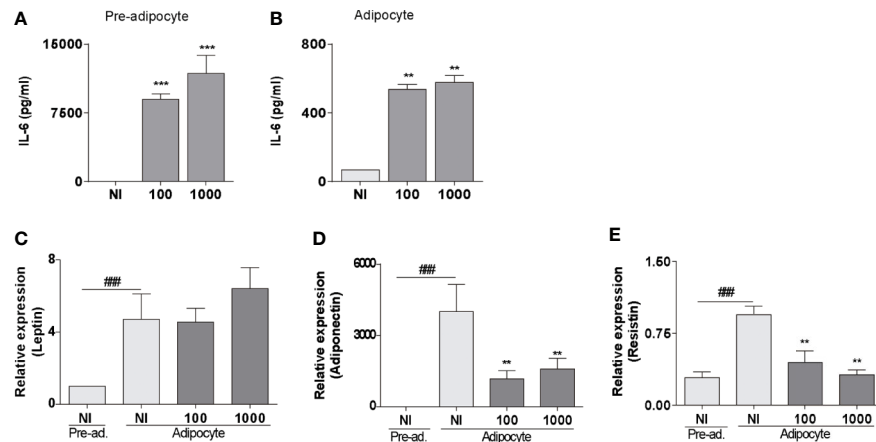 A
Pre-adipocyte
IL-6 (pg/ml)
16000
7500
0
***
***
NI
100
1000
B
Adipocyte
IL-6 (pg/ml)
800
400
0
**
**
NI
100
1000
C
Relative expression
(Leptin)
8
4
0
###
NI
NI
100
1000
Pre-ad.
Adipocyte
D
Relative expression
(Adiponectin)
6000
3000
0
###
**
**
NI
NI
100
1000
Pre-ad.
Adipocyte
E
Relative expression
(Resistin)
1.50
0.75
0.00
###
**
**
NI
NI
100
1000
Pre-ad.
Adipocyte